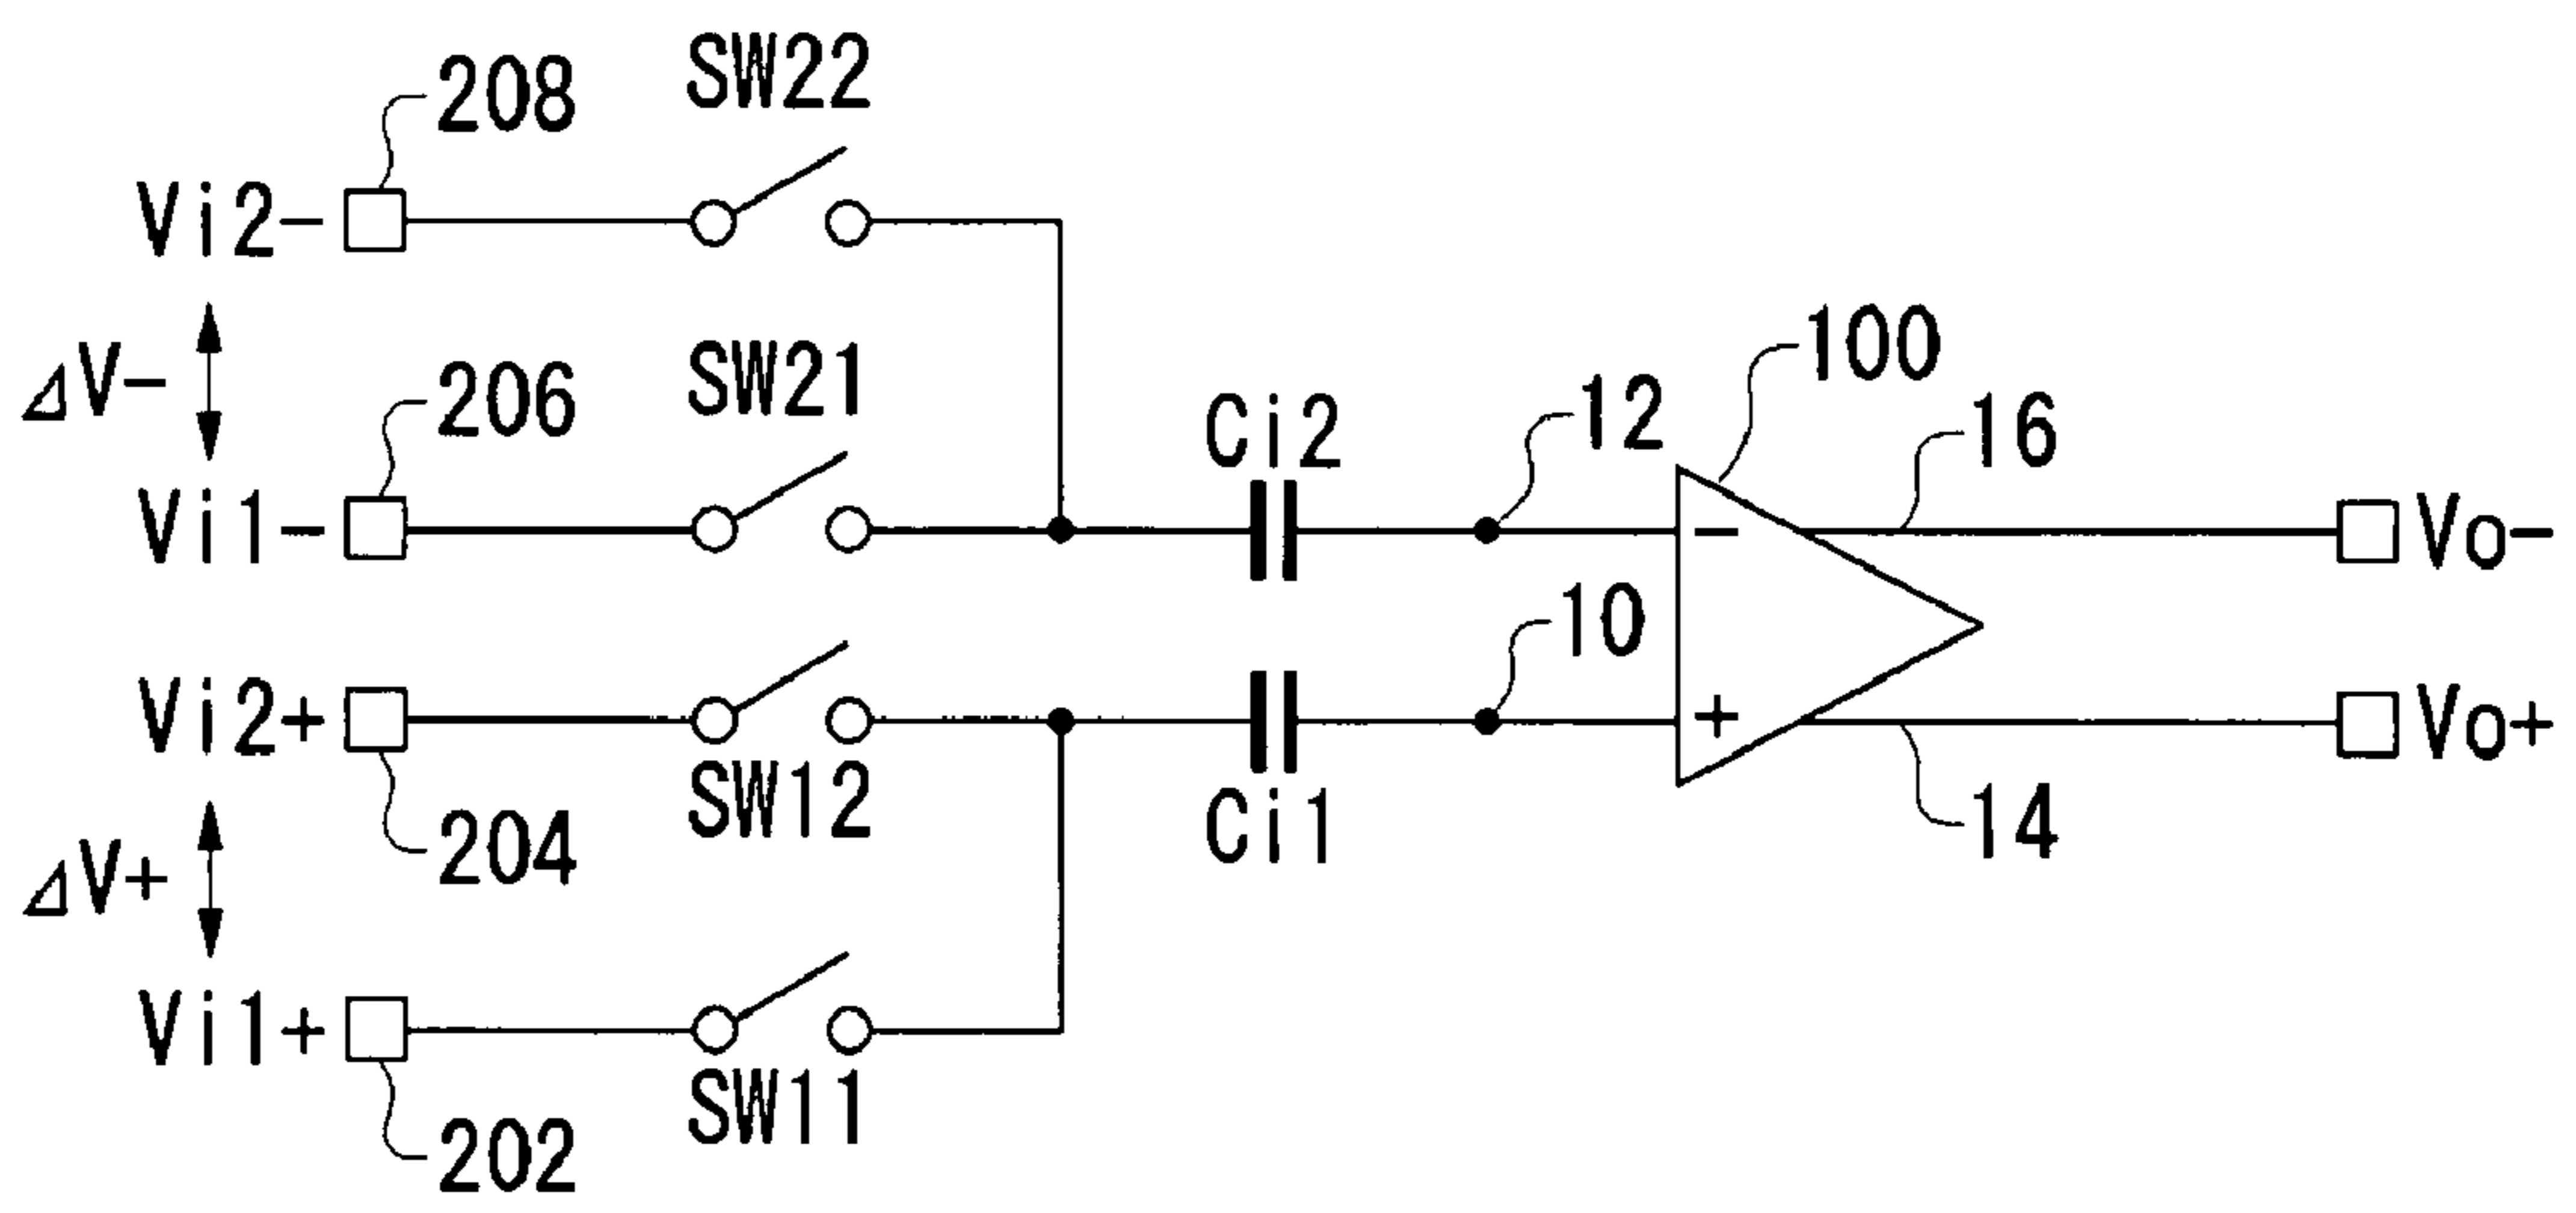 208
SW22
Vi2-
ΔV-
206
SW21
Vi1-
Ci2
12
100
16
-
Vo-
10
Vi2+
204
SW12
Ci1
+
14
Vo+
ΔV+
Vi1+
202
SW11